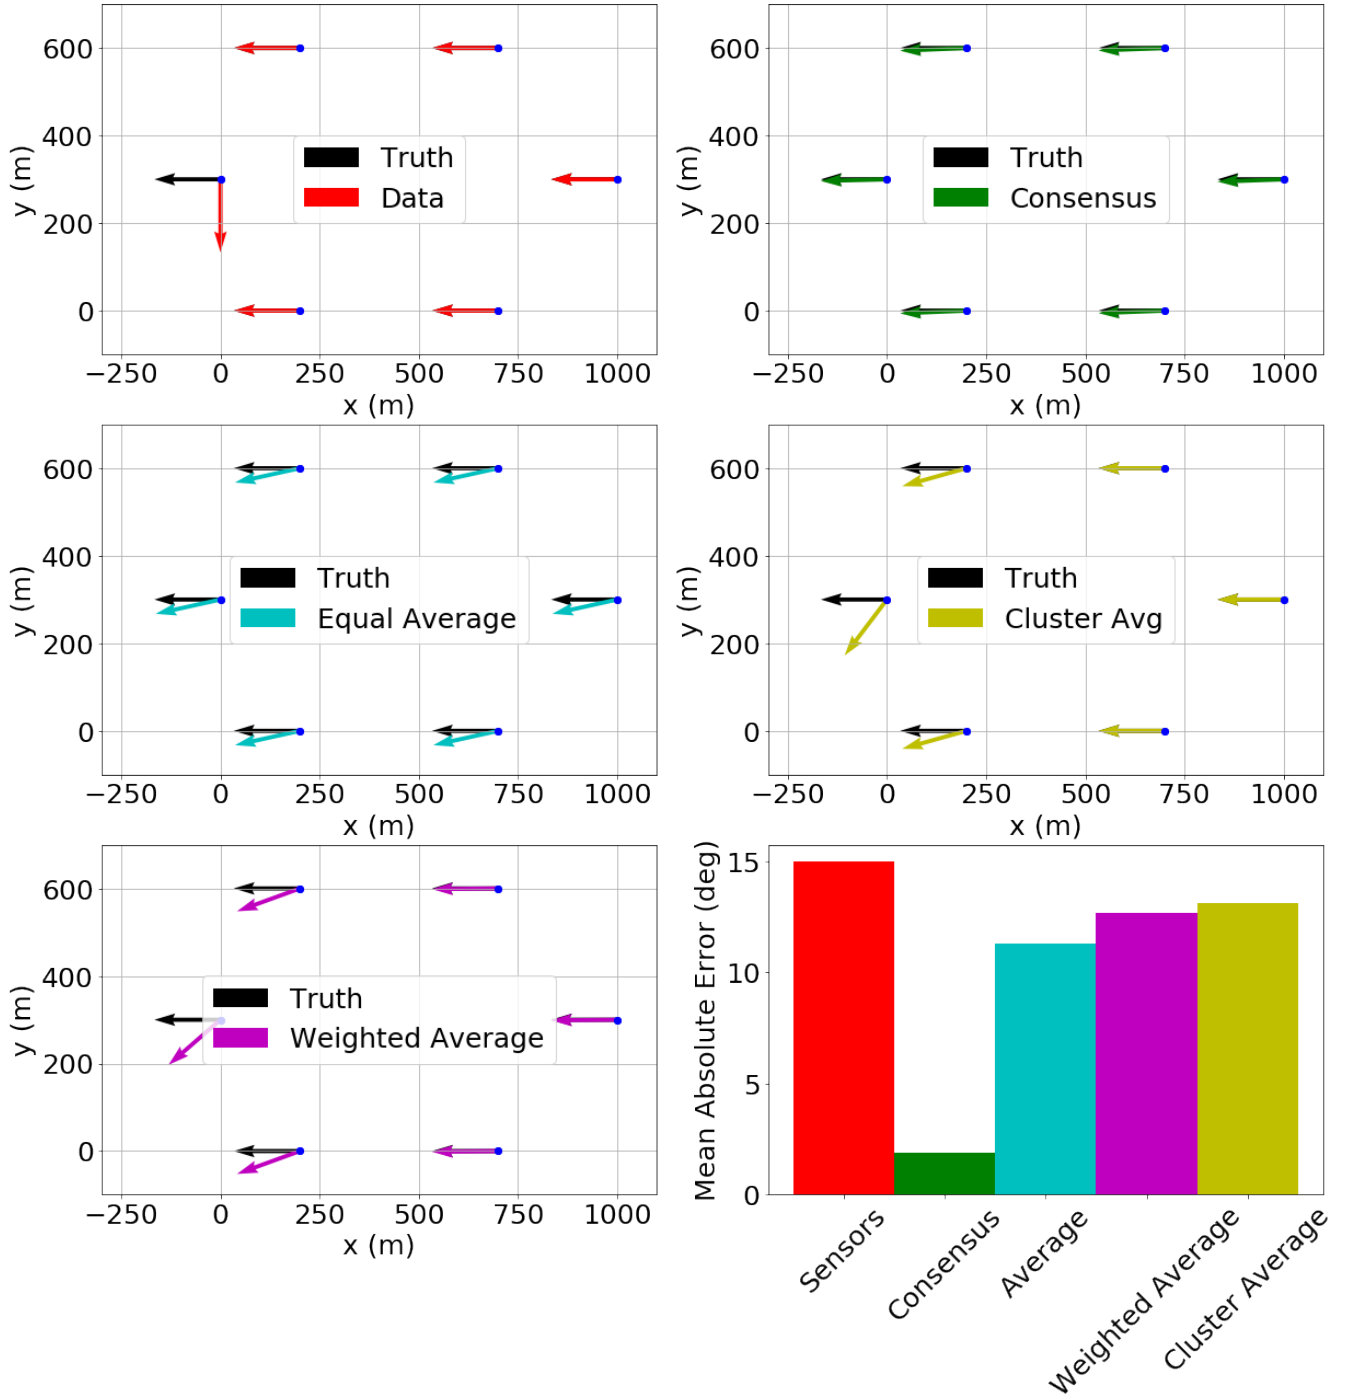 600
400
200
0
y (m)
Truth
Data
−250 0 250 500 750 1000
x (m)
600
400
200
0
y (m)
Truth
Consensus
−250 0 250 500 750 1000
x (m)
600
400
200
0
y (m)
Truth
Equal Average
−250 0 250 500 750 1000
x (m)
600
400
200
0
y (m)
Truth
Cluster Avg
−250 0 250 500 750 1000
x (m)
600
400
200
0
y (m)
Truth
Weighted Average
−250 0 250 500 750 1000
x (m)
Mean Absolute Error (deg)
15
10
5
0
Sensors
Consensus
Average
Weighted Average
Cluster Average